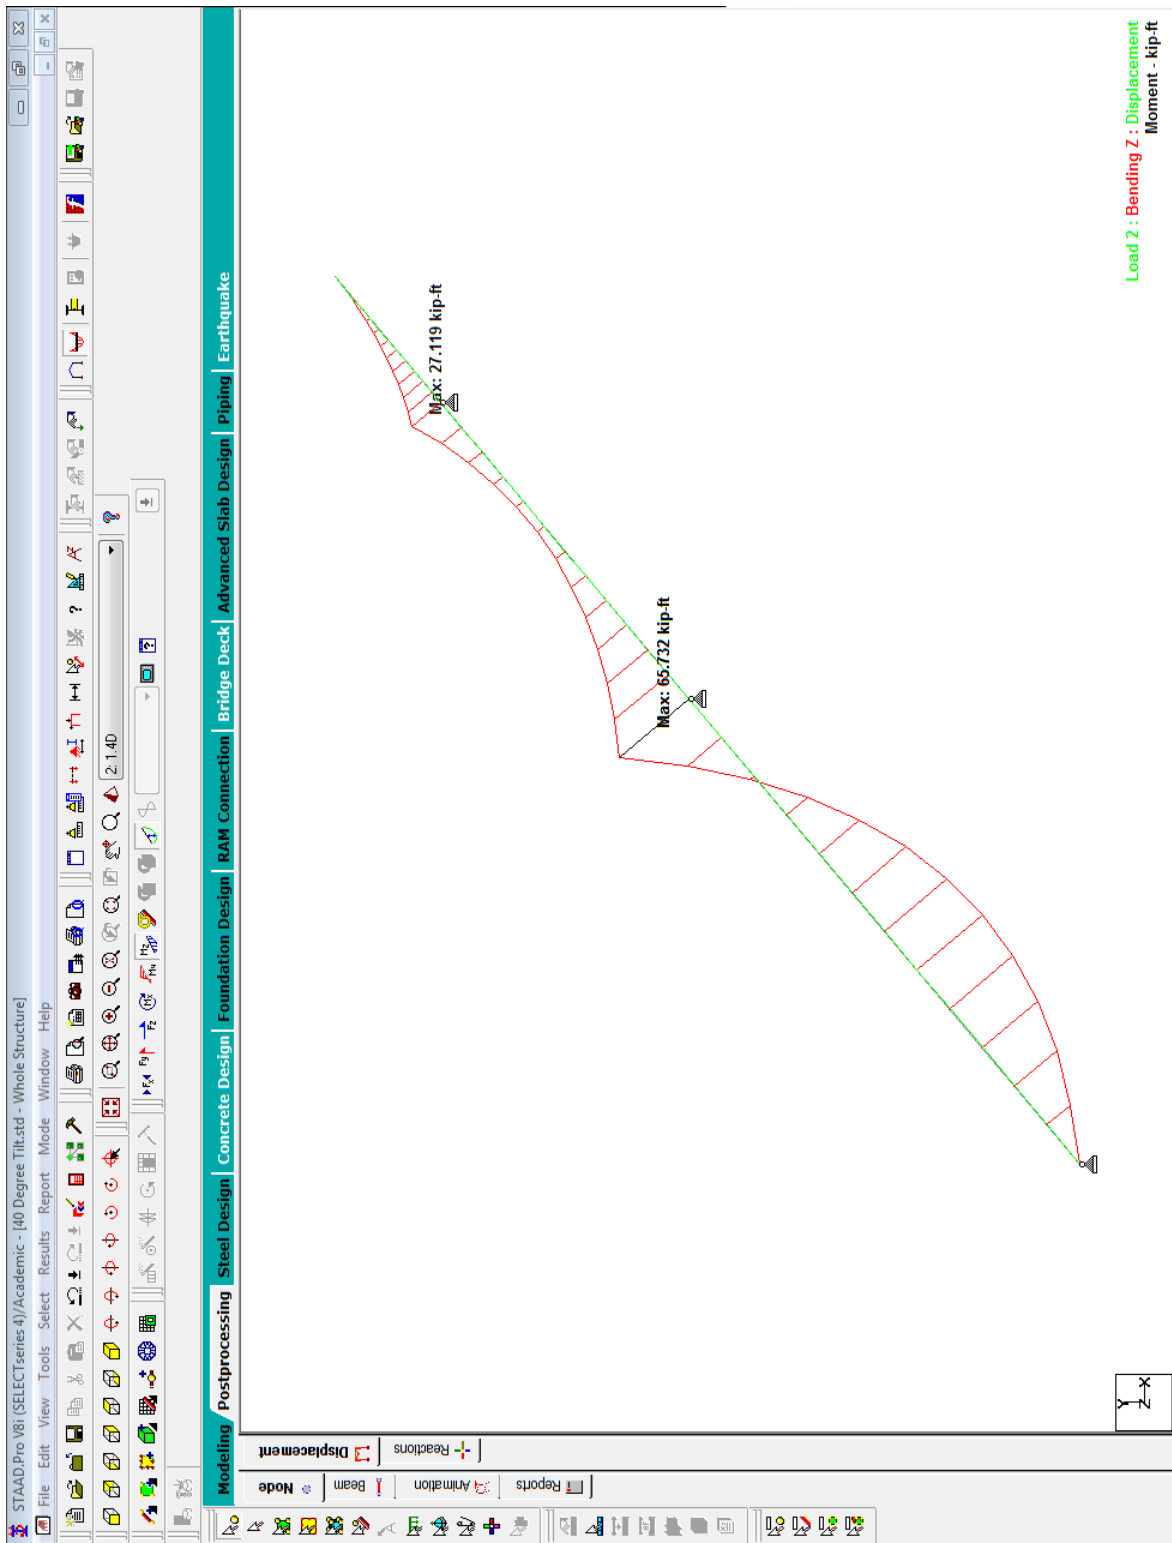 STAAD.Pro V8i (SELECTseries 4)/Academic - [40 Degree Tilt.std - Whole Structure]
File Edit View Tools Select Results Report Mode Window Help
2: 1.4D
Modeling Postprocessing Steel Design Concrete Design Foundation Design RAM Connection Bridge Deck Advanced Slab Design Piping Earthquake
Node Displacement
Beam Reactions
Animation
Reports
Max: 27.119 kip-ft
Max: 65.732 kip-ft
Y
Z X
Load 2 : Bending Z : Displacement
Moment - kip-ft